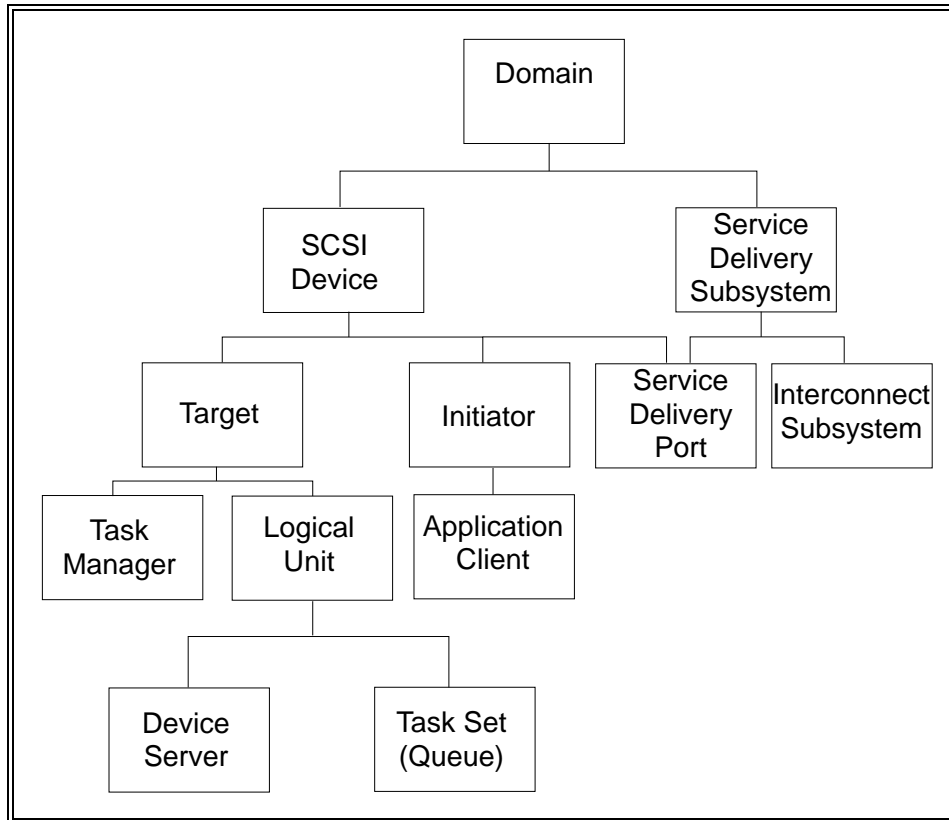 Domain
SCSI
Device
Service
Delivery
Subsystem
Target
Initiator
Service
Delivery
Port
Interconnect
Subsystem
Task
Manager
Logical
Unit
Application
Client
Device
Server
Task Set
(Queue)